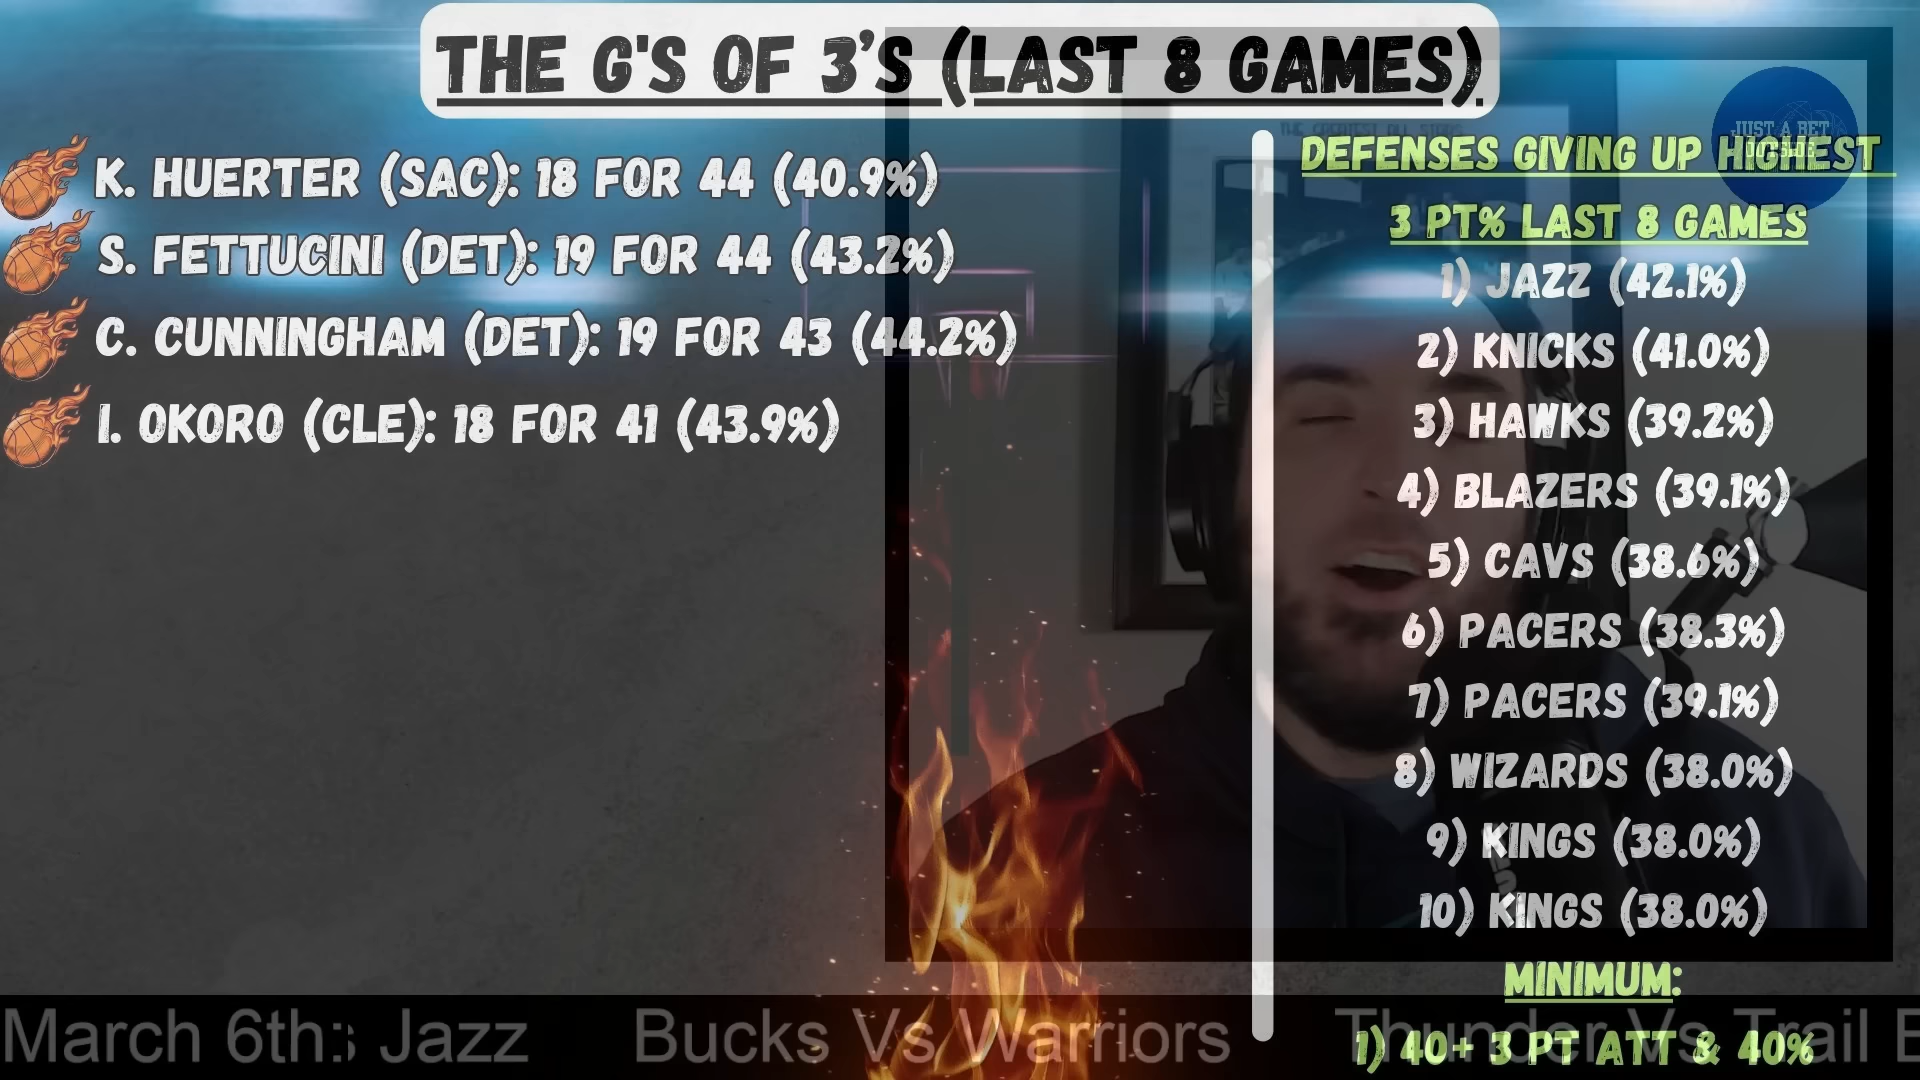 THE G'S OF 3'S (LAST 8 GAMES)
K. HUERTER (SAC): 18 FOR 44 (40.9%)
S. FETTUCINI (DET): 19 FOR 44 (43.2%)
C. CUNNINGHAM (DET): 19 FOR 43 (44.2%)
I. OKORO (CLE): 18 FOR 41 (43.9%)
JUST A BET
OUTSIDE
DEFENSES GIVING UP HIGHEST
3 PT% LAST 8 GAMES
1) JAZZ (42.1%)
2) KNICKS (41.0%)
3) HAWKS (39.2%)
4) BLAZERS (39.1%)
5) CAVS (38.6%)
6) PACERS (38.3%)
7) PACERS (39.1%)
8) WIZARDS (38.0%)
9) KINGS (38.0%)
10) KINGS (38.0%)
MINIMUM:
1) 40+ 3 PT ATT & 40%
March 6th: Jazz Bucks Vs Warriors Thunder Vs Trail B